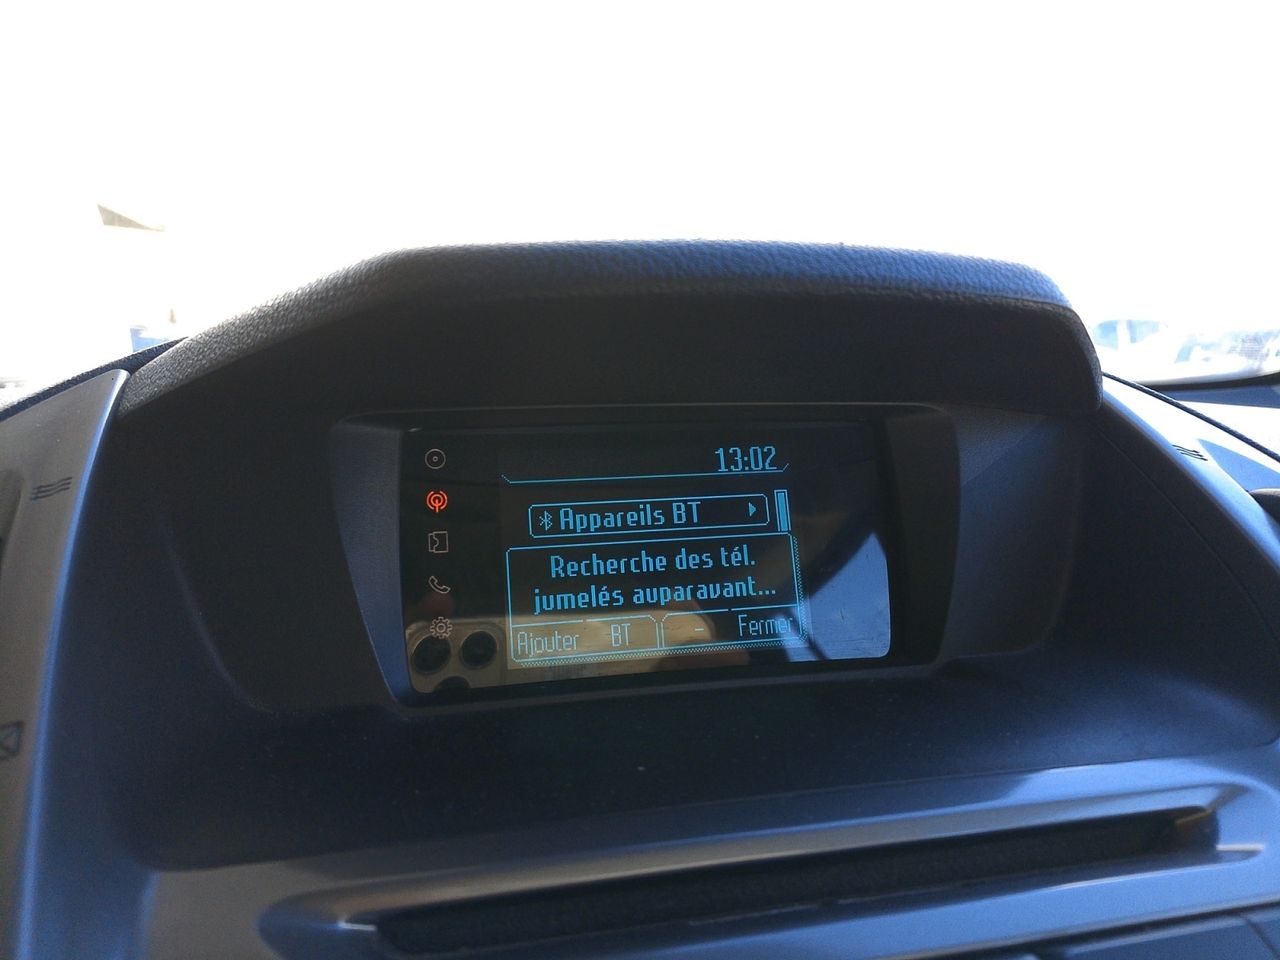 13:02
Appareils BT
Recherche des tél.
jumelés auparavant...
Ajouter BT - Fermer